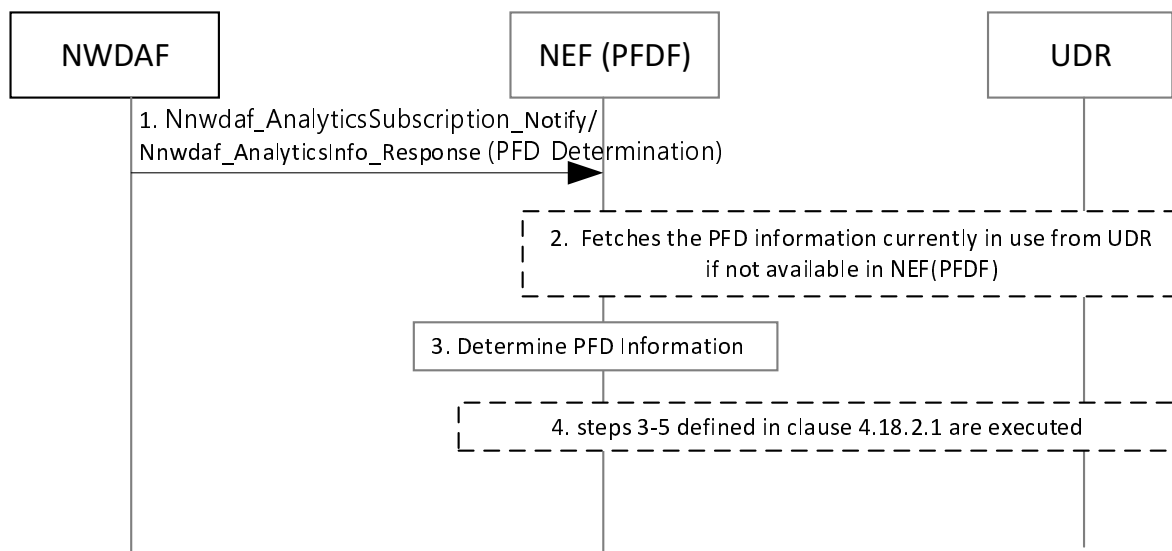 NWDAF
NEF (PFDF)
UDR
1. Nnwdaf_AnalyticsSubscription_Notify/
Nnwdaf_AnalyticsInfo_Response (PFD Determination)
2. Fetches the PFD information currently in use from UDR
if not available in NEF(PFDF)
3. Determine PFD Information
4. steps 3-5 defined in clause 4.18.2.1 are executed